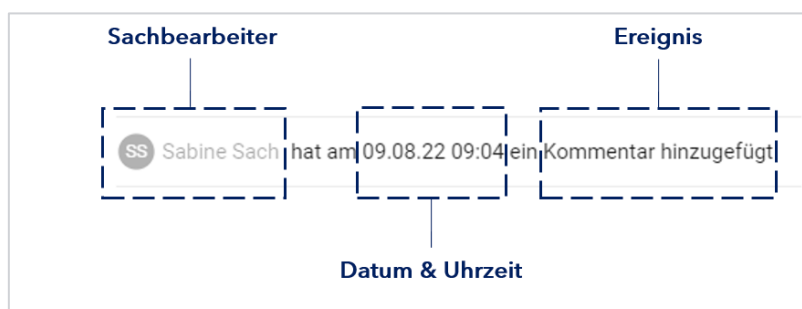 Sachbearbeiter Ereignis
SS Sabine Sach hat am 09.08.22 09:04 ein Kommentar hinzugefügt
Datum & Uhrzeit